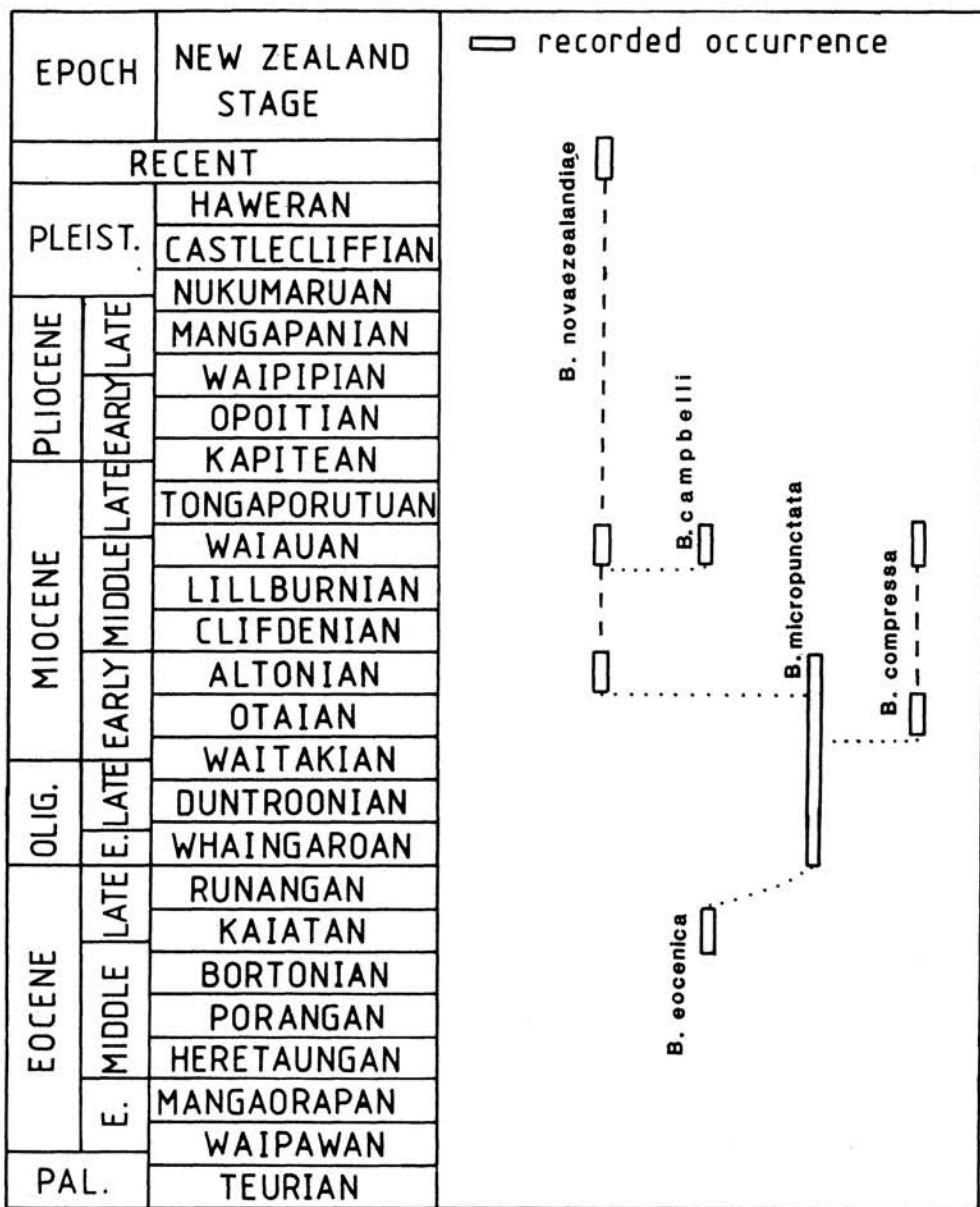 EPOCH
NEW ZEALAND
STAGE
recorded occurrence
RECENT
PLEIST.
HAWERAN
CASTLECLIFFIAN
NUKUMARUAN
PLIOCENE
LATE
MANGAPANIAN
WAIPIPIAN
EARLY
OPOITIAN
KAPITEAN
MIOCENE
LATE
TONGAPORUTUAN
WAIAUAN
MIDDLE
LILLBURNIAN
CLIFDENIAN
EARLY
ALTONIAN
OTAIAN
WAITAKIAN
OLIG.
LATE
DUNTROONIAN
E.
WHAINGAROAN
EOCENE
LATE
RUNANGAN
KAIATAN
MIDDLE
BORTONIAN
PORANGAN
HERETAUNGAN
E.
MANGAORAPAN
WAIPAWAN
PAL.
TEURIAN
B. novaezealandiae
B. campbelli
B. micropunctata
B. compressa
B. eocenica